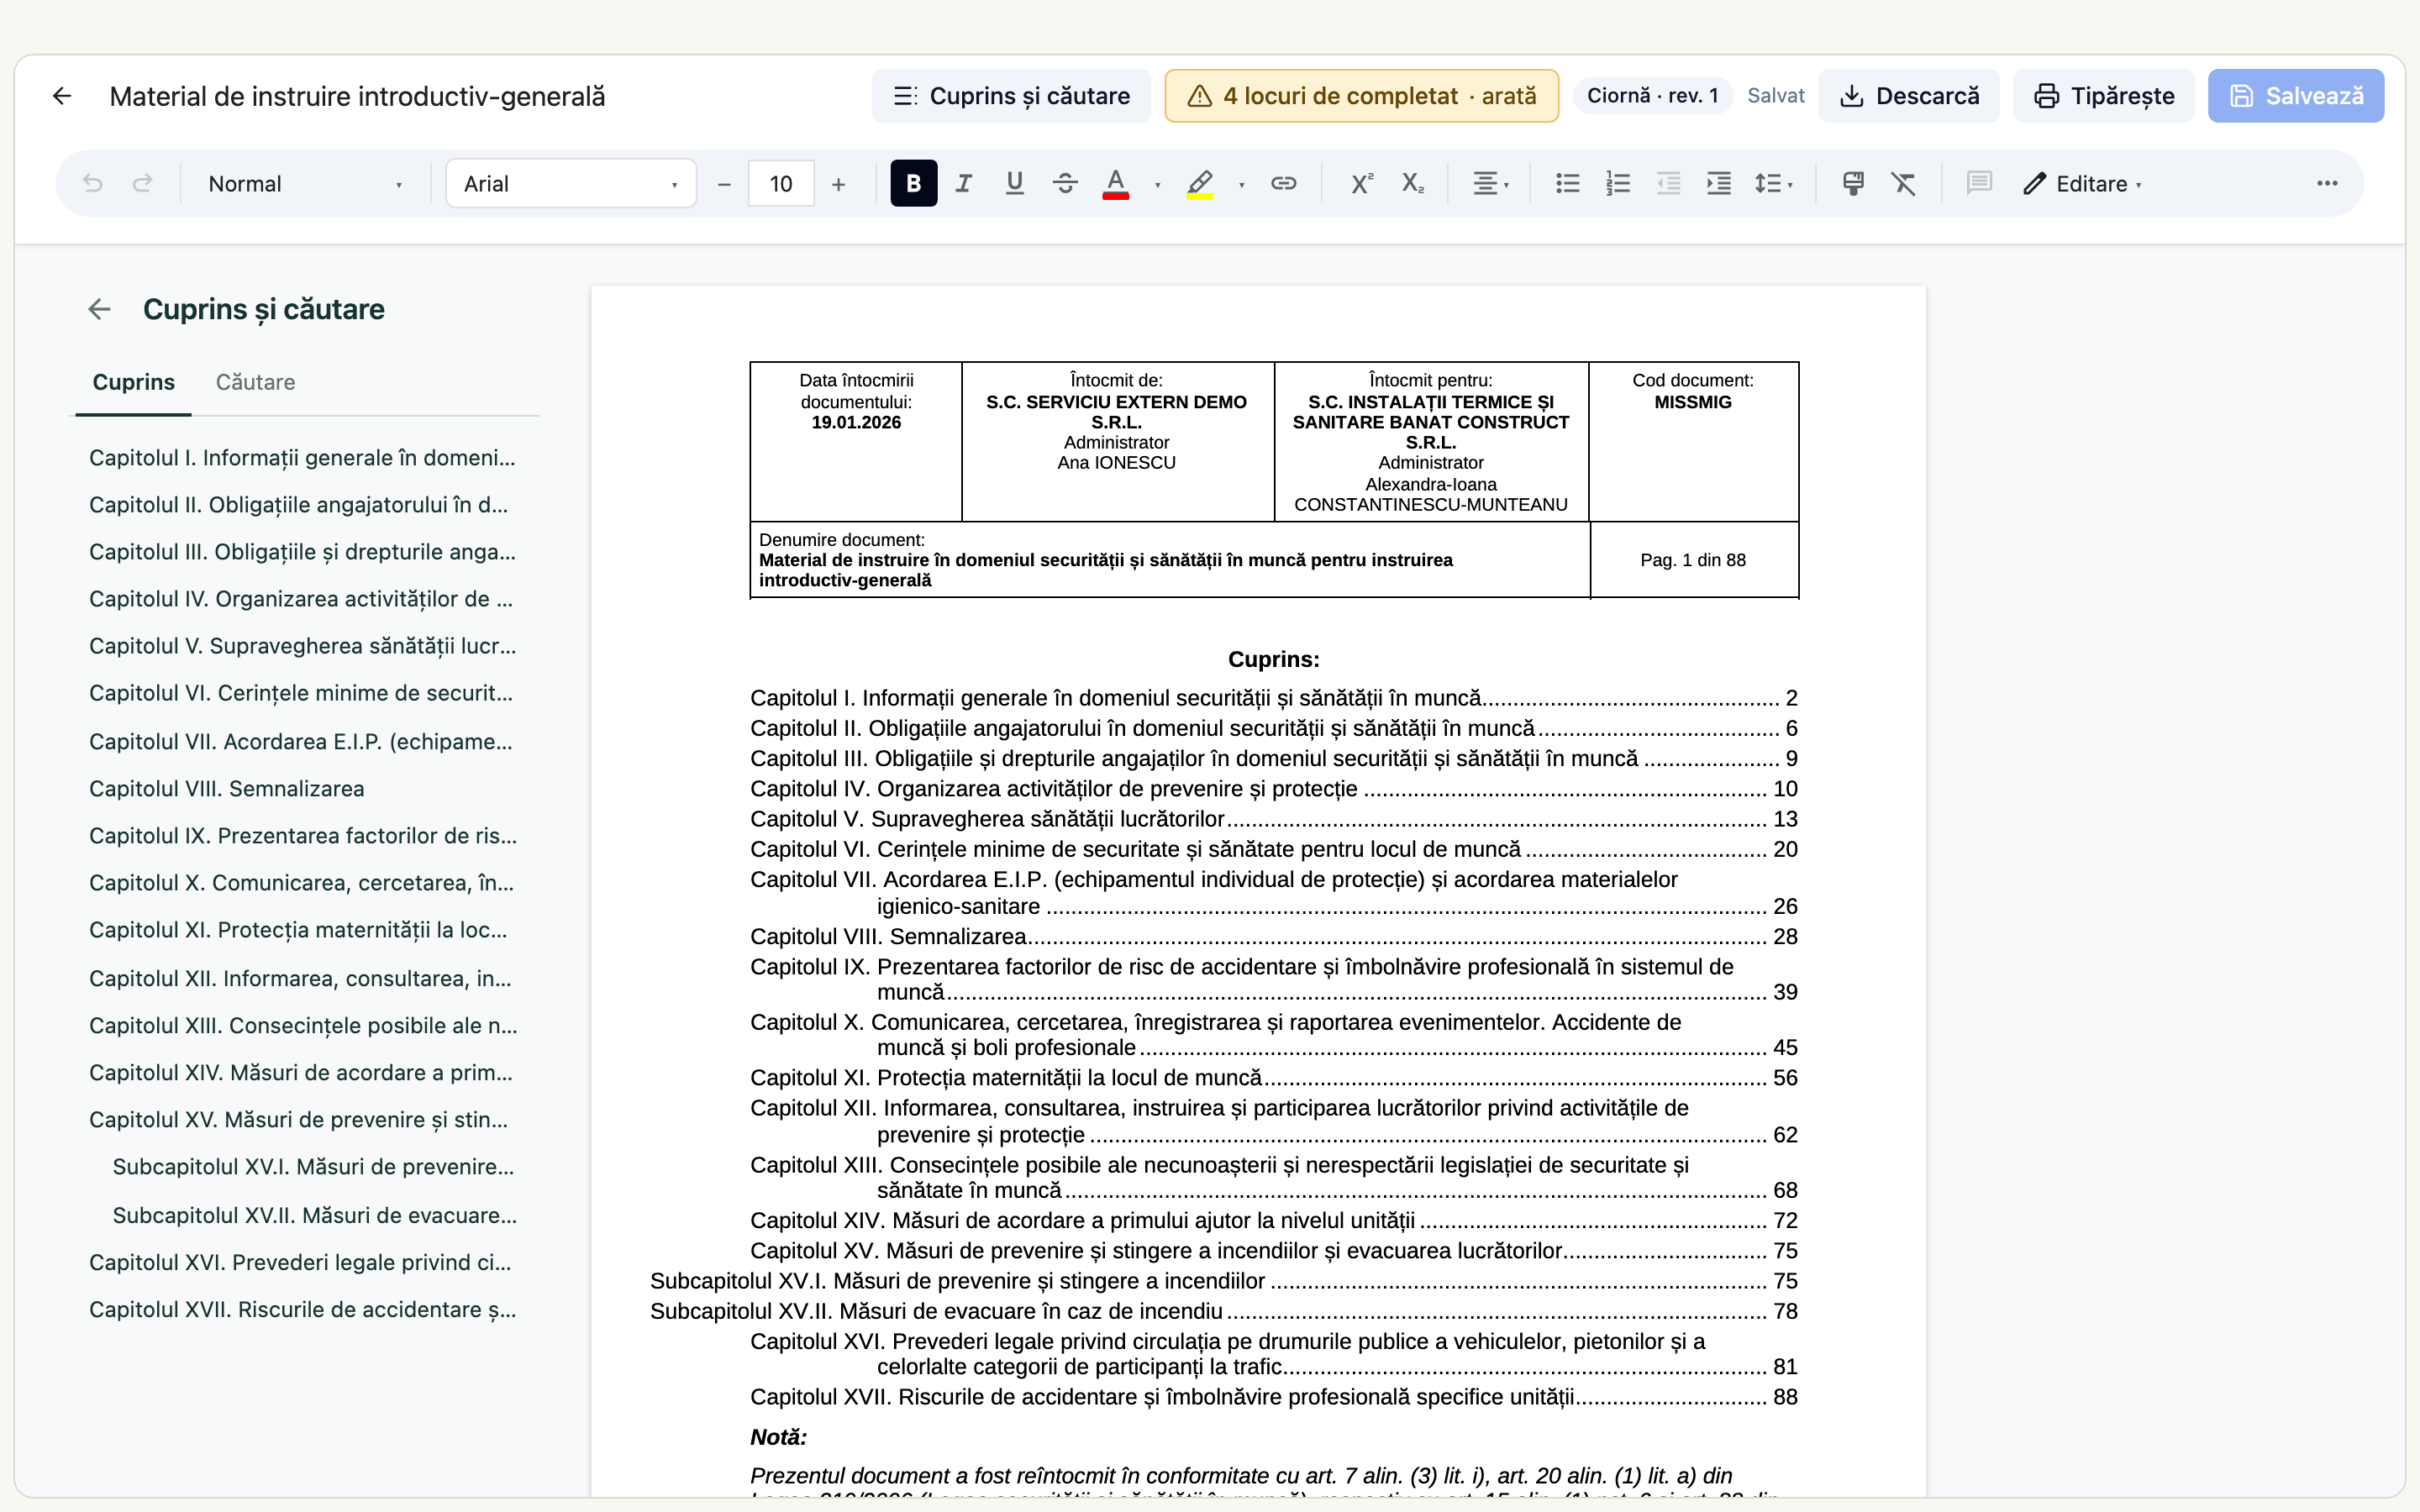 Material de instruire introductiv-generală
Cuprins și căutare
4 locuri de completat · arată
Ciornă · rev. 1
Salvat
Descarcă
Tipărește
Salvează
Normal
Arial
10
Editare
Cuprins și căutare
Cuprins
Căutare
Capitolul I. Informații generale în domeni...
Capitolul II. Obligațiile angajatorului în d...
Capitolul III. Obligațiile și drepturile anga...
Capitolul IV. Organizarea activităților de ...
Capitolul V. Supravegherea sănătății lucr...
Capitolul VI. Cerințele minime de securit...
Capitolul VII. Acordarea E.I.P. (echipame...
Capitolul VIII. Semnalizarea
Capitolul IX. Prezentarea factorilor de ris...
Capitolul X. Comunicarea, cercetarea, în...
Capitolul XI. Protecția maternității la loc...
Capitolul XII. Informarea, consultarea, in...
Capitolul XIII. Consecințele posibile ale n...
Capitolul XIV. Măsuri de acordare a prim...
Capitolul XV. Măsuri de prevenire și stin...
Subcapitolul XV.I. Măsuri de prevenire...
Subcapitolul XV.II. Măsuri de evacuare...
Capitolul XVI. Prevederi legale privind ci...
Capitolul XVII. Riscurile de accidentare ș...
Data întocmirii
documentului:
19.01.2026
Întocmit de:
S.C. SERVICIU EXTERN DEMO
S.R.L.
Administrator
Ana IONESCU
Întocmit pentru:
S.C. INSTALAȚII TERMICE ȘI
SANITARE BANAT CONSTRUCT
S.R.L.
Administrator
Alexandra-Ioana
CONSTANTINESCU-MUNTEANU
Cod document:
MISSMIG
Denumire document:
Material de instruire în domeniul securității și sănătății în muncă pentru instruirea
introductiv-generală
Pag. 1 din 88
Cuprins:
Capitolul I. Informații generale în domeniul securității și sănătății în muncă 2
Capitolul II. Obligațiile angajatorului în domeniul securității și sănătății în muncă 6
Capitolul III. Obligațiile și drepturile angajaților în domeniul securității și sănătății în muncă 9
Capitolul IV. Organizarea activităților de prevenire și protecție 10
Capitolul V. Supravegherea sănătății lucrătorilor 13
Capitolul VI. Cerințele minime de securitate și sănătate pentru locul de muncă 20
Capitolul VII. Acordarea E.I.P. (echipamentul individual de protecție) și acordarea materialelor
igienico-sanitare 26
Capitolul VIII. Semnalizarea 28
Capitolul IX. Prezentarea factorilor de risc de accidentare și îmbolnăvire profesională în sistemul de
muncă 39
Capitolul X. Comunicarea, cercetarea, înregistrarea și raportarea evenimentelor. Accidente de
muncă și boli profesionale 45
Capitolul XI. Protecția maternității la locul de muncă 56
Capitolul XII. Informarea, consultarea, instruirea și participarea lucrătorilor privind activitățile de
prevenire și protecție 62
Capitolul XIII. Consecințele posibile ale necunoașterii și nerespectării legislației de securitate și
sănătate în muncă 68
Capitolul XIV. Măsuri de acordare a primului ajutor la nivelul unității 72
Capitolul XV. Măsuri de prevenire și stingere a incendiilor și evacuarea lucrătorilor 75
Subcapitolul XV.I. Măsuri de prevenire și stingere a incendiilor 75
Subcapitolul XV.II. Măsuri de evacuare în caz de incendiu 78
Capitolul XVI. Prevederi legale privind circulația pe drumurile publice a vehiculelor, pietonilor și a
celorlalte categorii de participanți la trafic 81
Capitolul XVII. Riscurile de accidentare și îmbolnăvire profesională specifice unității 88
Notă:
Prezentul document a fost reîntocmit în conformitate cu art. 7 alin. (3) lit. i), art. 20 alin. (1) lit. a) din